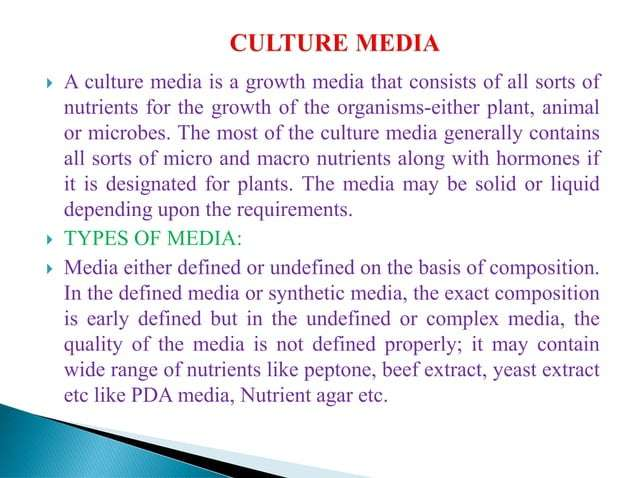 CULTURE MEDIA
A culture media is a growth media that consists of all sorts of
nutrients for the growth of the organisms-either plant, animal
or microbes. The most of the culture media generally contains
all sorts of micro and macro nutrients along with hormones if
it is designated for plants. The media may be solid or liquid
depending upon the requirements.
TYPES OF MEDIA:
Media either defined or undefined on the basis of composition.
In the defined media or synthetic media, the exact composition
is early defined but in the undefined or complex media, the
quality of the media is not defined properly; it may contain
wide range of nutrients like peptone, beef extract, yeast extract
etc like PDA media, Nutrient agar etc.